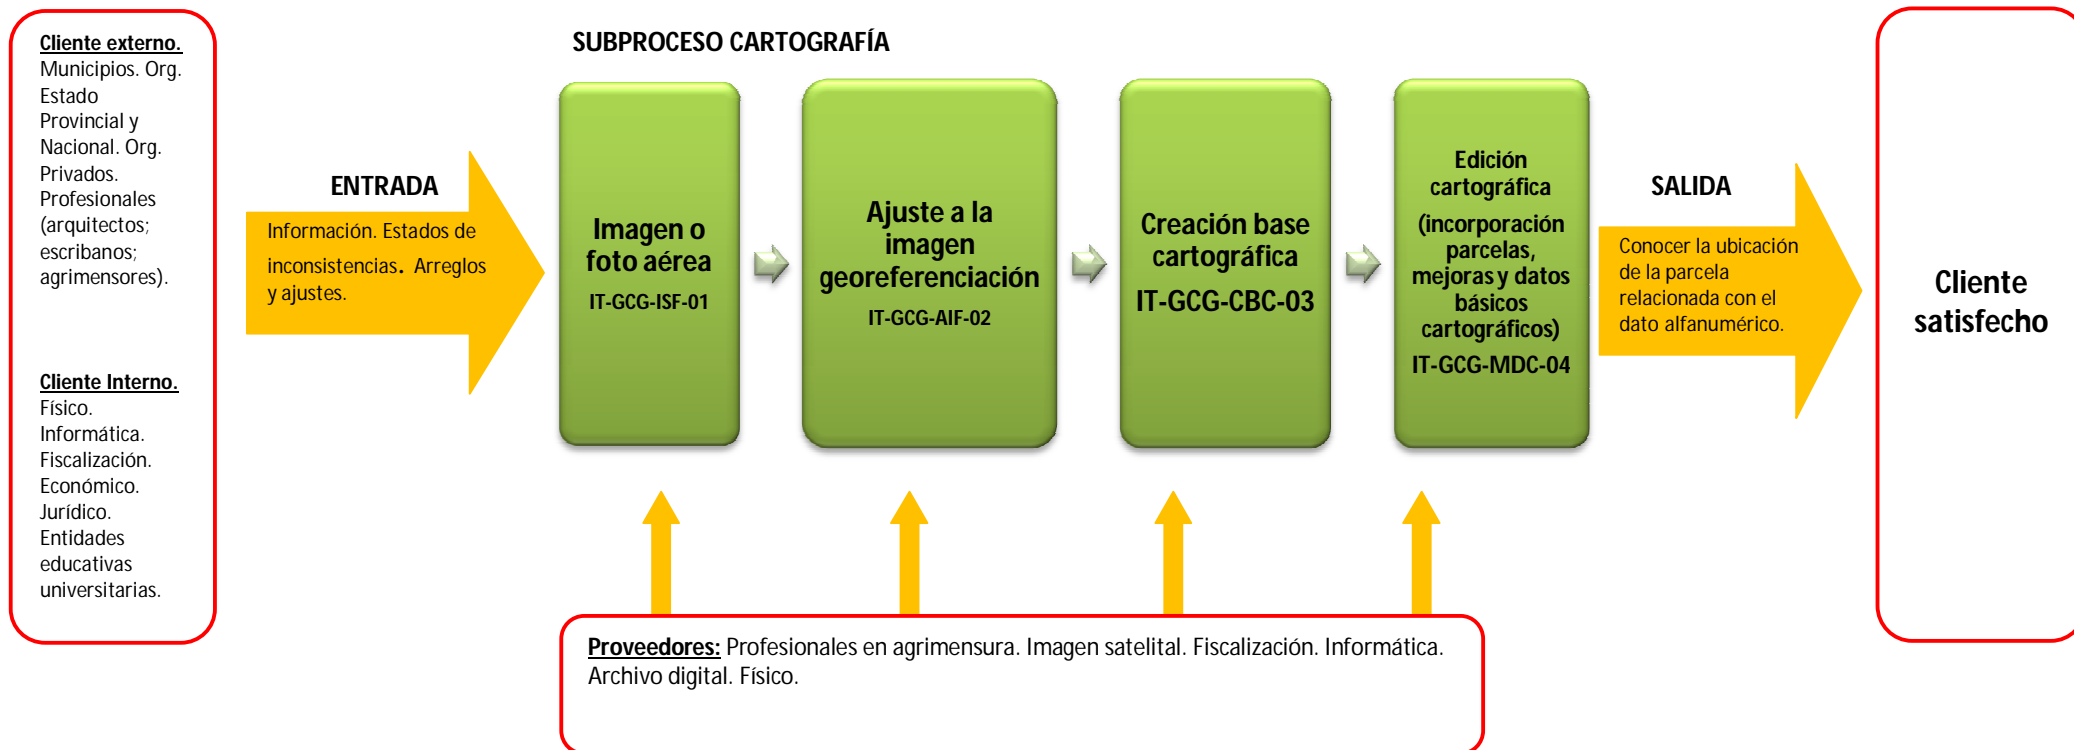 Cliente externo.
Municipios. Org.
Estado
Provincial y
Nacional. Org.
Privados.
Profesionales
(arquitectos;
escribanos;
agrimensores).
Cliente Interno.
Físico.
Informática.
Fiscalización.
Económico.
Jurídico.
Entidades
educativas
universitarias.
ENTRADA
Información. Estados de
inconsistencias. Arreglos
y ajustes.
SUBPROCESO CARTOGRAFÍA
Imagen o
foto aérea
IT-GCG-ISF-01
Ajuste a la
imagen
georeferenciación
IT-GCG-AIF-02
Creación base
cartográfica
IT-GCG-CBC-03
Edición
cartográfica
(incorporación
parcelas,
mejoras y datos
básicos
cartográficos)
IT-GCG-MDC-04
SALIDA
Conocer la ubicación
de la parcela
relacionada con el
dato alfanumérico.
Cliente
satisfecho
Proveedores: Profesionales en agrimensura. Imagen satelital. Fiscalización. Informática.
Archivo digital. Físico.